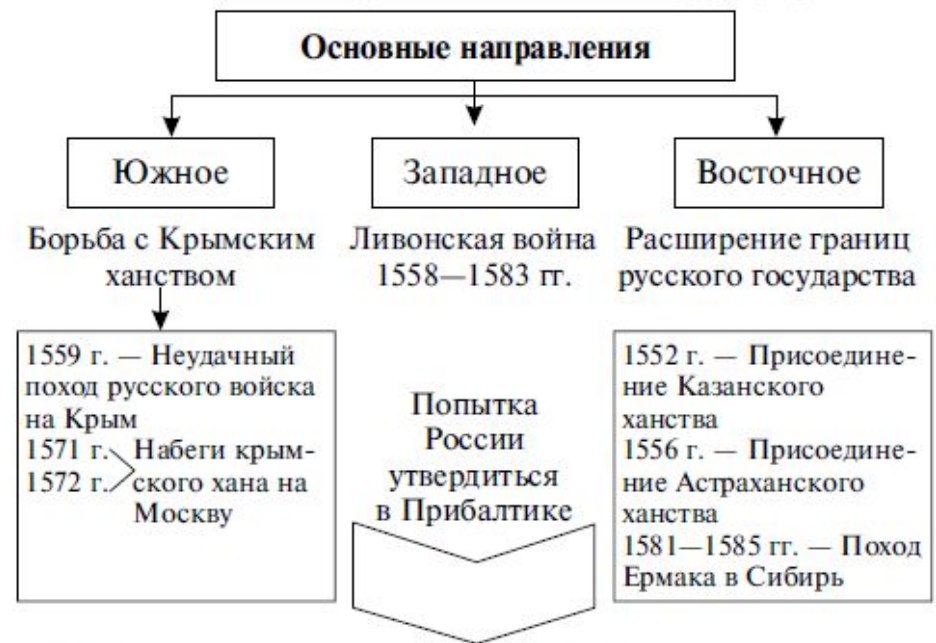 Основные направления
Южное
Западное
Восточное
Борьба с Крымским
ханством
Ливонская война
1558—1583 гг.
Расширение границ
русского государства
1559 г. — Неудачный
поход русского войска
на Крым
1571 г. Набеги крым-
1572 г. ского хана на
Москву
Попытка
России
утвердиться
в Прибалтике
1552 г. — Присоедине-
ние Казанского
ханства
1556 г. — Присоедине-
ние Астраханского
ханства
1581—1585 гг. — Поход
Ермака в Сибирь